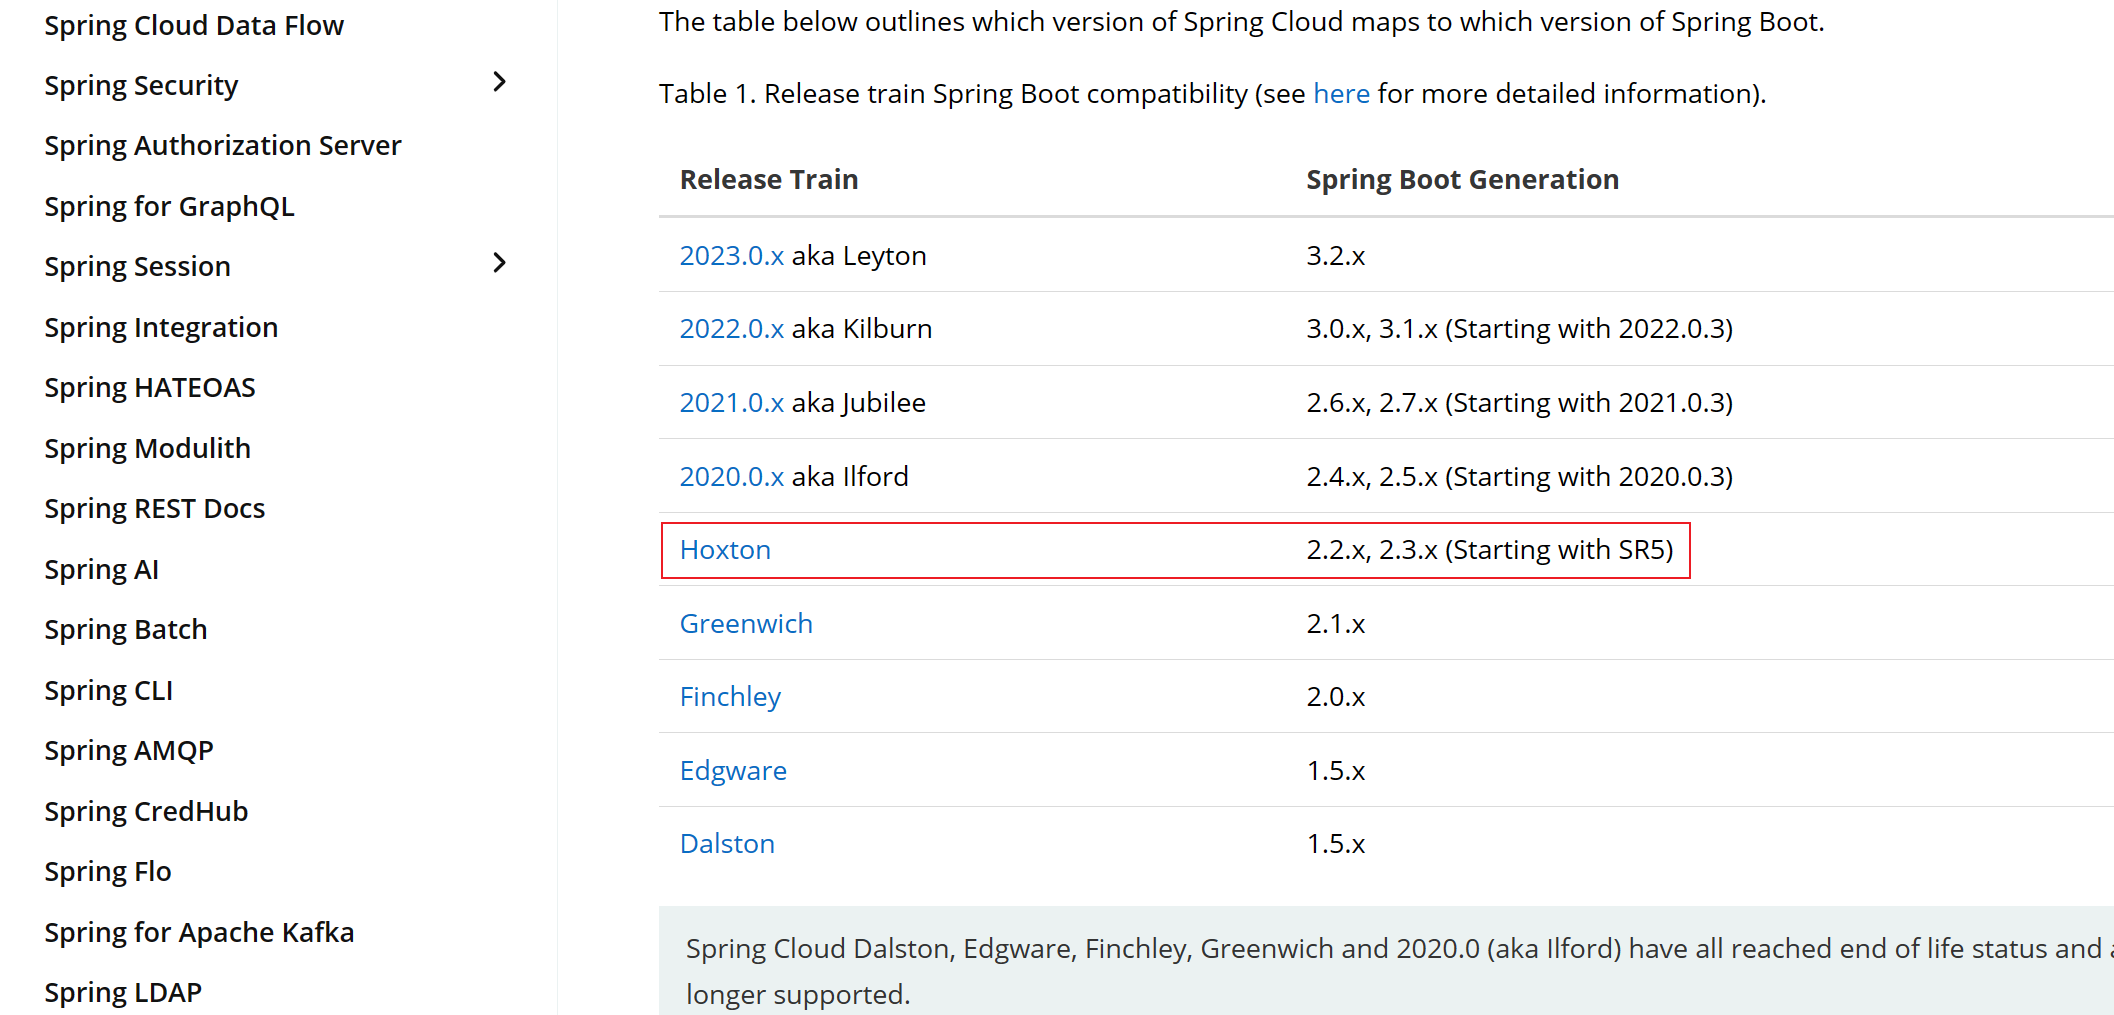 Spring Cloud Data Flow
Spring Security
Spring Authorization Server
Spring for GraphQL
Spring Session
Spring Integration
Spring HATEOAS
Spring Modulith
Spring REST Docs
Spring AI
Spring Batch
Spring CLI
Spring AMQP
Spring CredHub
Spring Flo
Spring for Apache Kafka
Spring LDAP
The table below outlines which version of Spring Cloud maps to which version of Spring Boot.
Table 1. Release train Spring Boot compatibility (see here for more detailed information).
Release Train Spring Boot Generation
2023.0.x aka Leyton 3.2.x
2022.0.x aka Kilburn 3.0.x, 3.1.x (Starting with 2022.0.3)
2021.0.x aka Jubilee 2.6.x, 2.7.x (Starting with 2021.0.3)
2020.0.x aka Ilford 2.4.x, 2.5.x (Starting with 2020.0.3)
Hoxton 2.2.x, 2.3.x (Starting with SR5)
Greenwich 2.1.x
Finchley 2.0.x
Edgware 1.5.x
Dalston 1.5.x
Spring Cloud Dalston, Edgware, Finchley, Greenwich and 2020.0 (aka Ilford) have all reached end of life status and
longer supported.